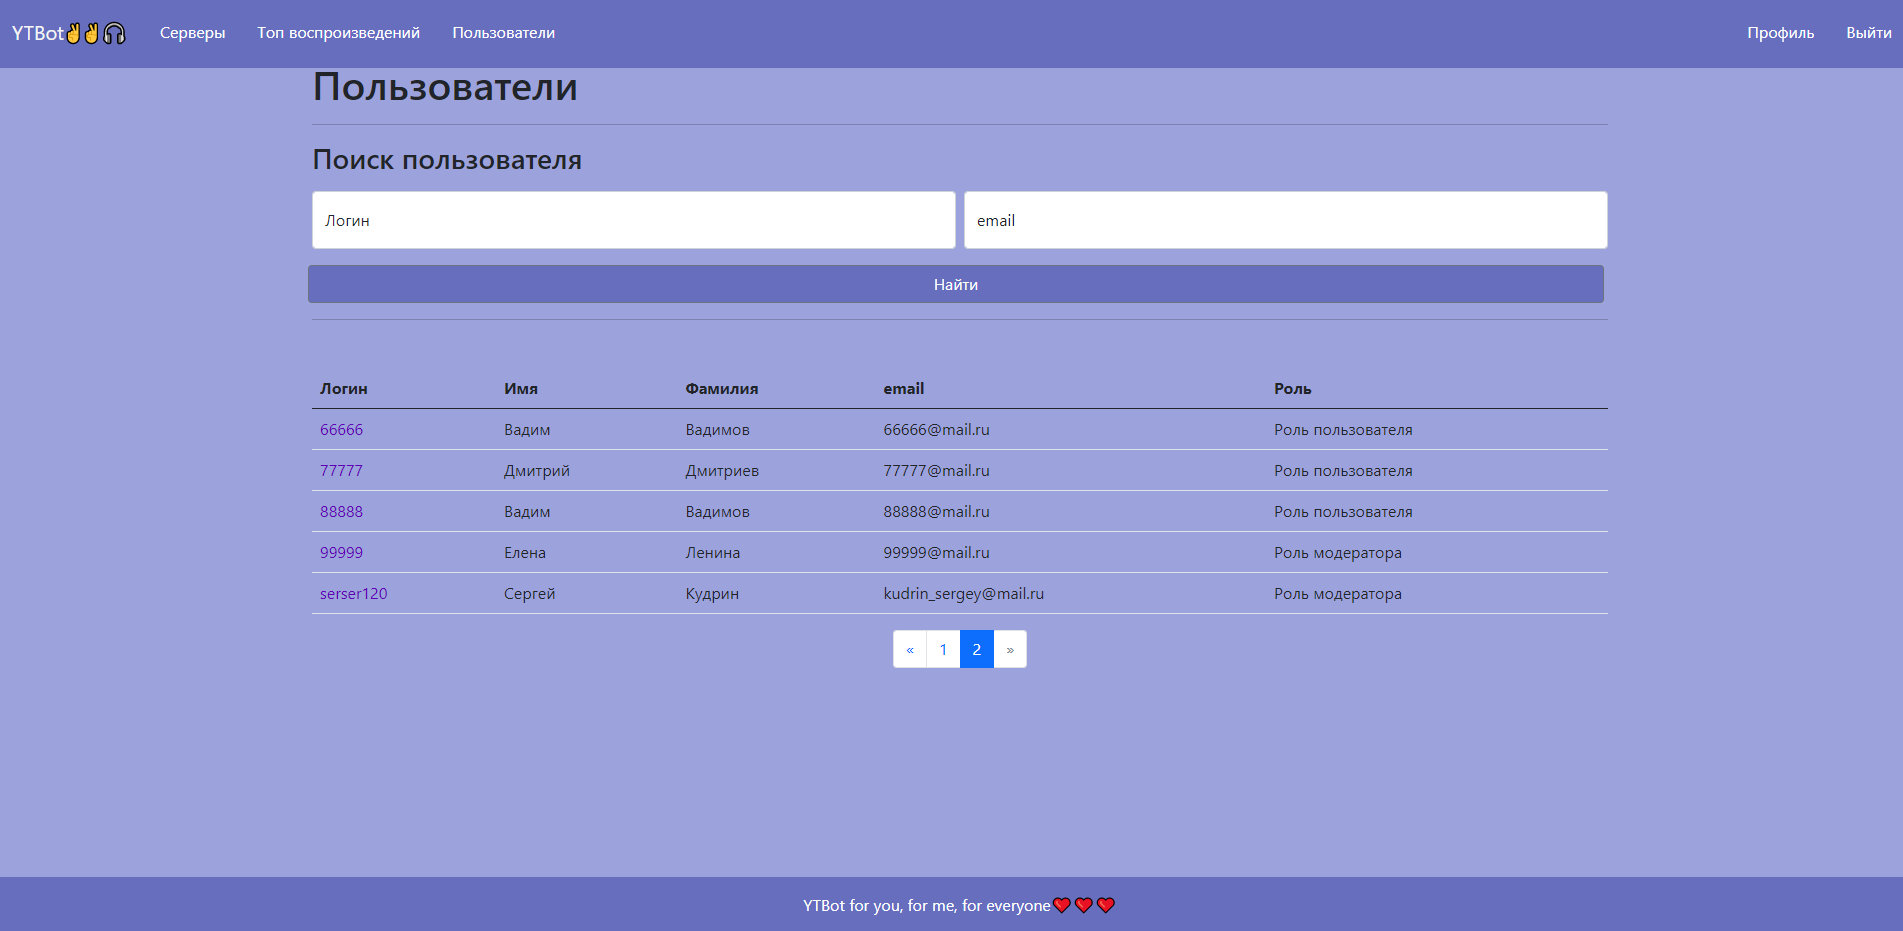 YTBot✌✌🎧 Серверы Топ воспроизведений Пользователи Профиль Выйти
Пользователи
Поиск пользователя
Логин email
Найти
Логин Имя Фамилия email Роль
66666 Вадим Вадимов 66666@mail.ru Роль пользователя
77777 Дмитрий Дмитриев 77777@mail.ru Роль пользователя
88888 Вадим Вадимов 88888@mail.ru Роль пользователя
99999 Елена Ленина 99999@mail.ru Роль модератора
serser120 Сергей Кудрин kudrin_sergey@mail.ru Роль модератора
« 1 2 »
YTBot for you, for me, for everyone❤❤❤